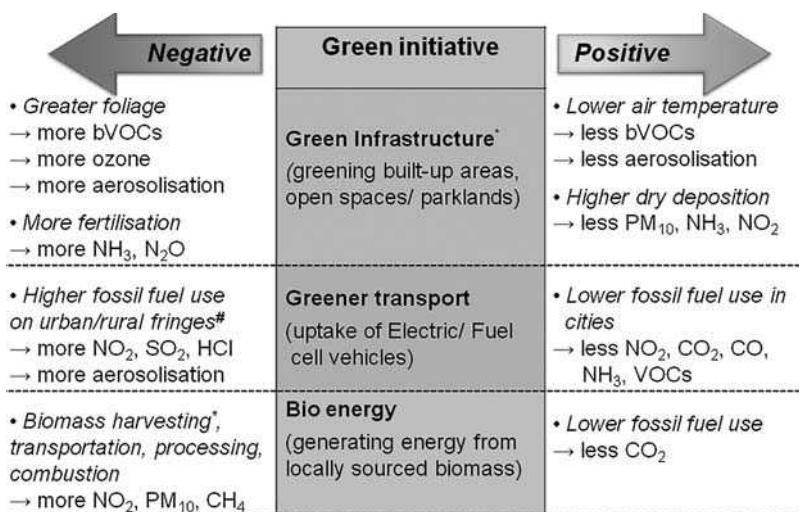 Negative
Green initiative
Positive
• Greater foliage
→ more bVOCs
more ozone
more aerosolisation
• More fertilisation
→ more NH₃, N₂O
Green Infrastructure*
(greening built-up areas,
open spaces/ parklands)
• Lower air temperature
→ less bVOCs
→ less aerosolisation
• Higher dry deposition
→ less PM₁₀, NH₃, NO₂
• Higher fossil fuel use
on urban/rural fringes#
→ more NO₂, SO₂, HCl
→ more aerosolisation
Greener transport
(uptake of Electric/ Fuel
cell vehicles)
• Lower fossil fuel use in
cities
→ less NO₂, CO₂, CO,
NH₃, VOCs
• Biomass harvesting*,
transportation, processing,
combustion
→ more NO₂, PM₁₀, CH₄
Bio energy
(generating energy from
locally sourced biomass)
• Lower fossil fuel use
→ less CO₂